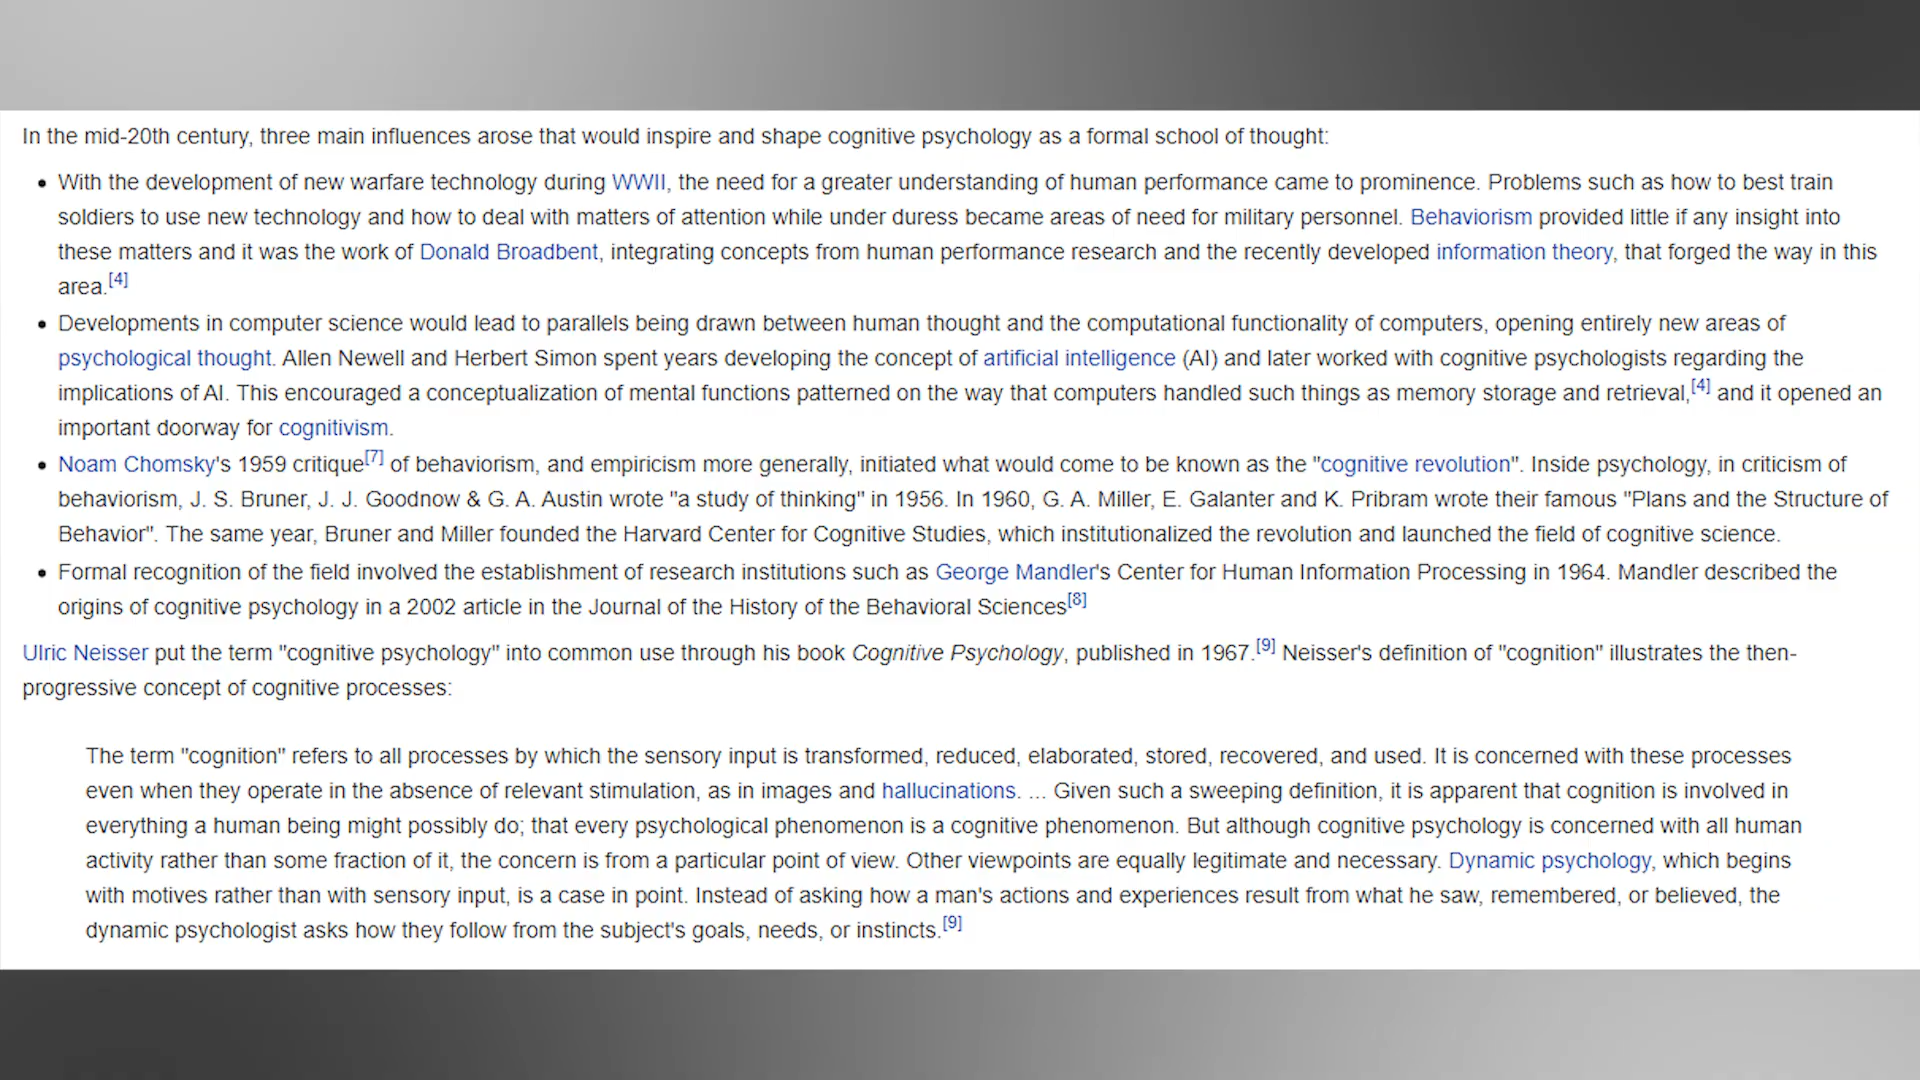 In the mid-20th century, three main influences arose that would inspire and shape cognitive psychology as a formal school of thought:
• With the development of new warfare technology during WWII, the need for a greater understanding of human performance came to prominence. Problems such as how to best train
soldiers to use new technology and how to deal with matters of attention while under duress became areas of need for military personnel. Behaviorism provided little if any insight into
these matters and it was the work of Donald Broadbent, integrating concepts from human performance research and the recently developed information theory, that forged the way in this
area.[4]
• Developments in computer science would lead to parallels being drawn between human thought and the computational functionality of computers, opening entirely new areas of
psychological thought. Allen Newell and Herbert Simon spent years developing the concept of artificial intelligence (AI) and later worked with cognitive psychologists regarding the
implications of AI. This encouraged a conceptualization of mental functions patterned on the way that computers handled such things as memory storage and retrieval,[4] and it opened an
important doorway for cognitivism.
• Noam Chomsky's 1959 critique[7] of behaviorism, and empiricism more generally, initiated what would come to be known as the "cognitive revolution". Inside psychology, in criticism of
behaviorism, J. S. Bruner, J. J. Goodnow & G. A. Austin wrote "a study of thinking" in 1956. In 1960, G. A. Miller, E. Galanter and K. Pribram wrote their famous "Plans and the Structure of
Behavior". The same year, Bruner and Miller founded the Harvard Center for Cognitive Studies, which institutionalized the revolution and launched the field of cognitive science.
• Formal recognition of the field involved the establishment of research institutions such as George Mandler's Center for Human Information Processing in 1964. Mandler described the
origins of cognitive psychology in a 2002 article in the Journal of the History of the Behavioral Sciences[8]
Ulric Neisser put the term "cognitive psychology" into common use through his book Cognitive Psychology, published in 1967.[9] Neisser's definition of "cognition" illustrates the then-
progressive concept of cognitive processes:
The term "cognition" refers to all processes by which the sensory input is transformed, reduced, elaborated, stored, recovered, and used. It is concerned with these processes
even when they operate in the absence of relevant stimulation, as in images and hallucinations. ... Given such a sweeping definition, it is apparent that cognition is involved in
everything a human being might possibly do; that every psychological phenomenon is a cognitive phenomenon. But although cognitive psychology is concerned with all human
activity rather than some fraction of it, the concern is from a particular point of view. Other viewpoints are equally legitimate and necessary. Dynamic psychology, which begins
with motives rather than with sensory input, is a case in point. Instead of asking how a man's actions and experiences result from what he saw, remembered, or believed, the
dynamic psychologist asks how they follow from the subject's goals, needs, or instincts.[9]